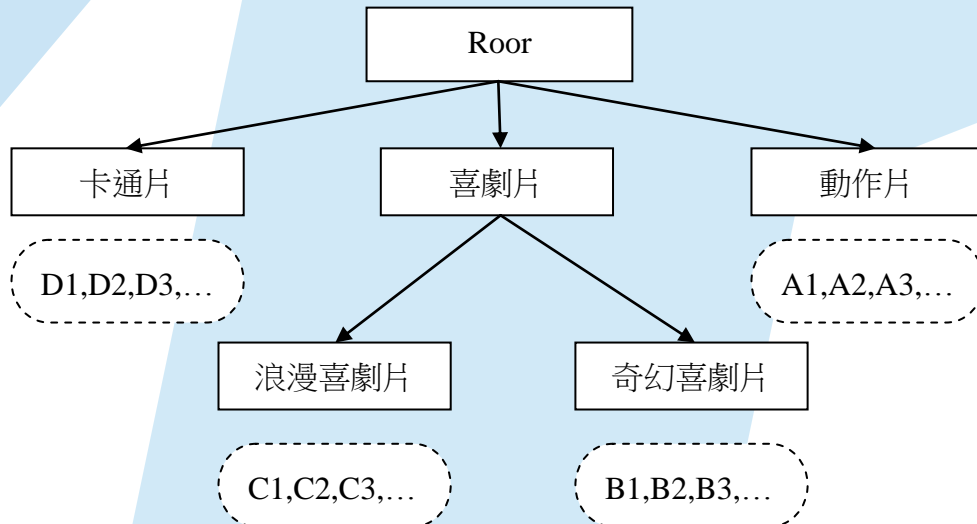 Roor
卡通片
喜劇片
動作片
D1,D2,D3,…
A1,A2,A3,…
浪漫喜劇片
奇幻喜劇片
C1,C2,C3,…
B1,B2,B3,…